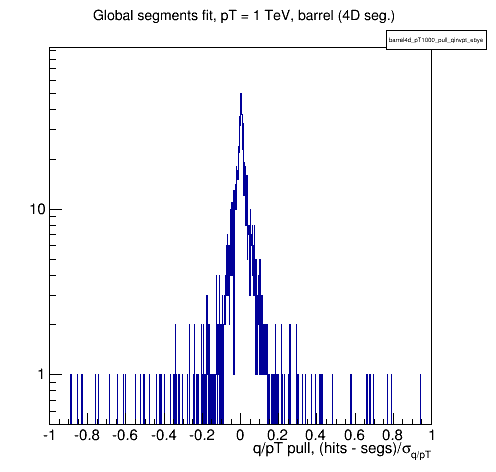 Global segments fit, pT = 1 TeV, barrel (4D seg.)
barrel4d_pT1000_pull_qinvpt_ebye
10
1
-1 -0.8 -0.6 -0.4 -0.2 0 0.2 0.4 0.6 0.8 1
q/pT pull, (hits - segs)/σq/pT